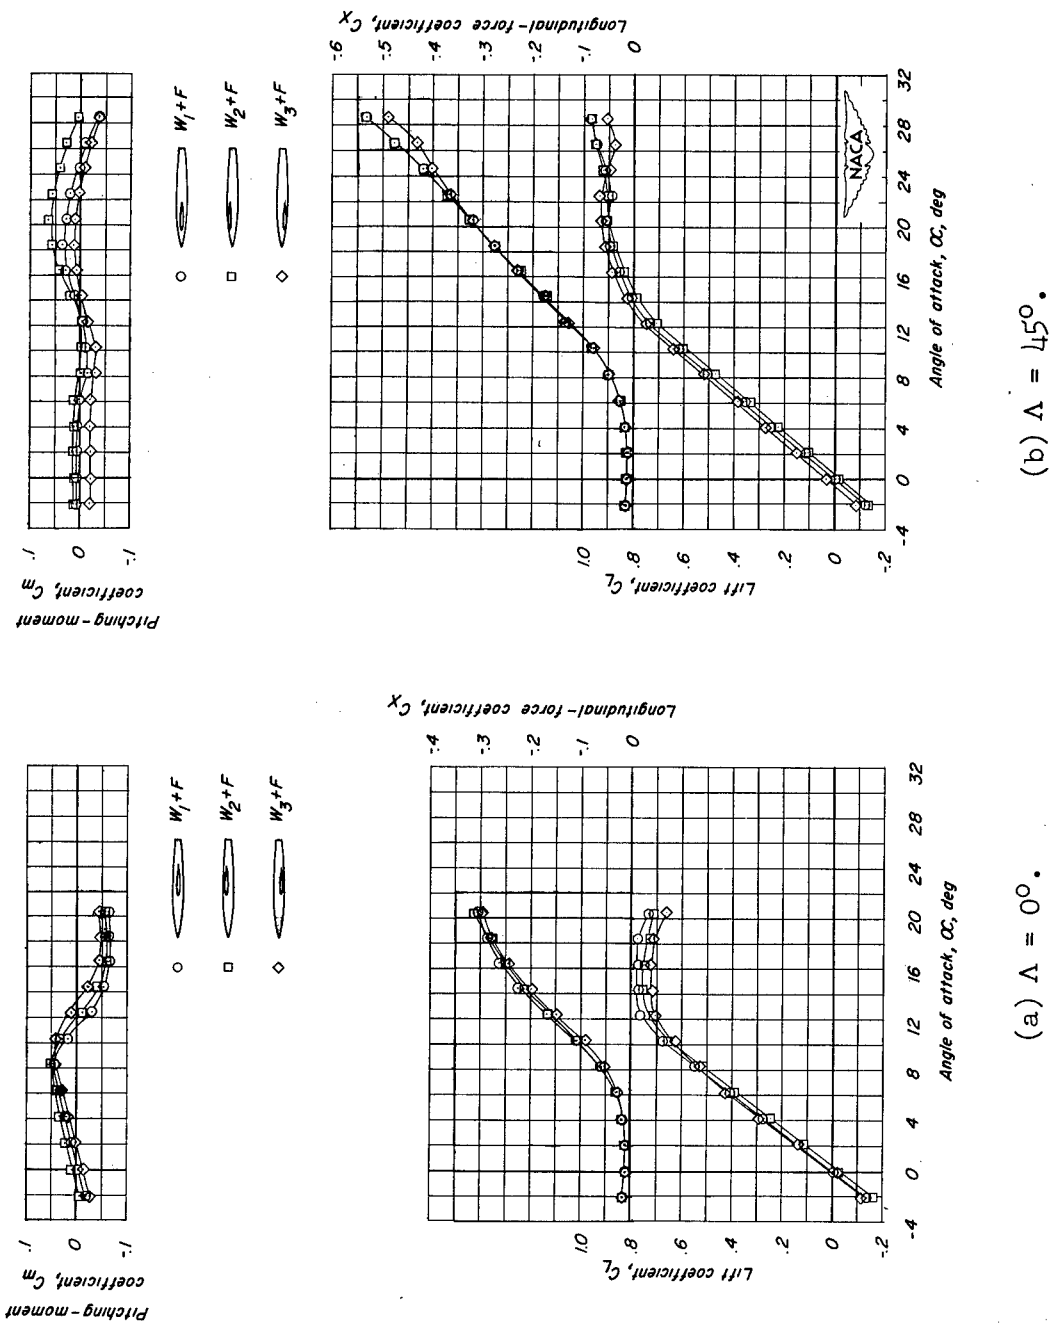 Pitching-moment
coefficient, Cm
.1
0
-.1
W1+F
W2+F
W3+F
Longitudinal-force coefficient, CX
-.4
-.3
-.2
-.1
0
Lift coefficient, CL
1.0
.8
.6
.4
.2
0
-.2
-4
0
4
8
12
16
20
24
28
32
Angle of attack, α, deg
(a) Λ = 0°.
Pitching-moment
coefficient, Cm
.1
0
-.1
W1+F
W2+F
W3+F
Longitudinal-force coefficient, CX
-.6
-.5
-.4
-.3
-.2
-.1
0
Lift coefficient, CL
1.0
.8
.6
.4
.2
0
-.2
-4
0
4
8
12
16
20
24
28
32
NACA
Angle of attack, α, deg
(b) Λ = 45°.